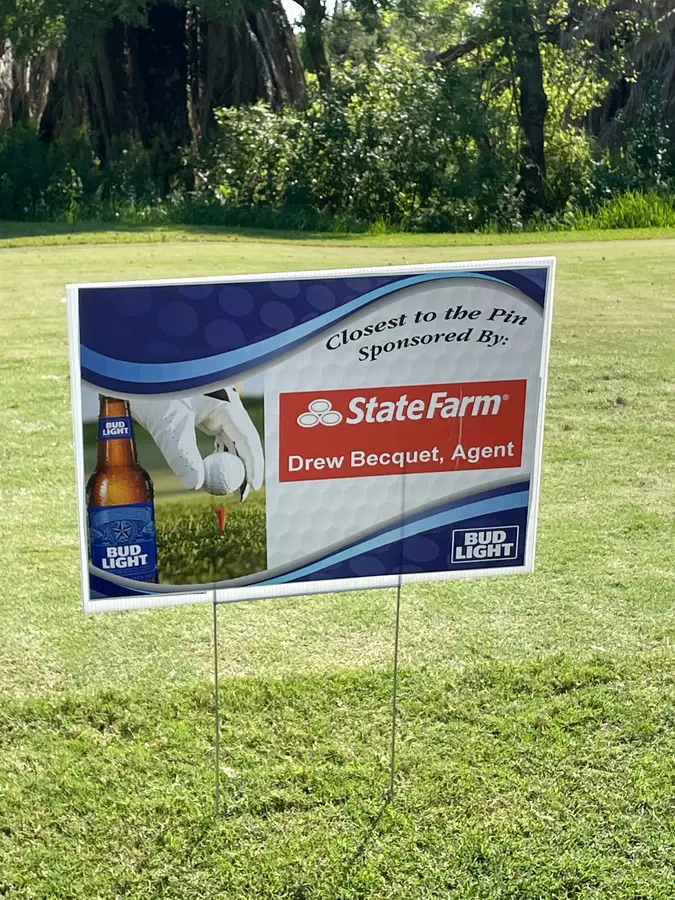 Closest to the Pin
Sponsored By:
StateFarm®
Drew Becquet, Agent
BUD
LIGHT
BUD
LIGHT
BUD
LIGHT